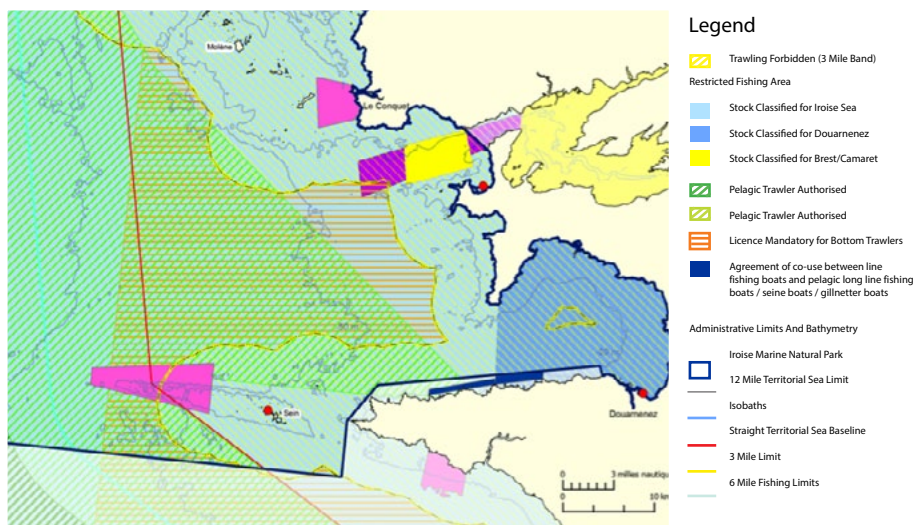 Legend
Trawling Forbidden (3 Mile Band)
Restricted Fishing Area
Stock Classified for Iroise Sea
Stock Classified for Douarnenez
Stock Classified for Brest/Camaret
Pelagic Trawler Authorised
Pelagic Trawler Authorised
Licence Mandatory for Bottom Trawlers
Agreement of co-use between line
fishing boats and pelagic long line fishing
boats / seine boats / gillnetter boats
Administrative Limits And Bathymetry
Iroise Marine Natural Park
12 Mile Territorial Sea Limit
Isobaths
Straight Territorial Sea Baseline
3 Mile Limit
6 Mile Fishing Limits
Molène
Le Conquet
Sein
Douarnenez
0 3 milles nautiqu
0 10 k